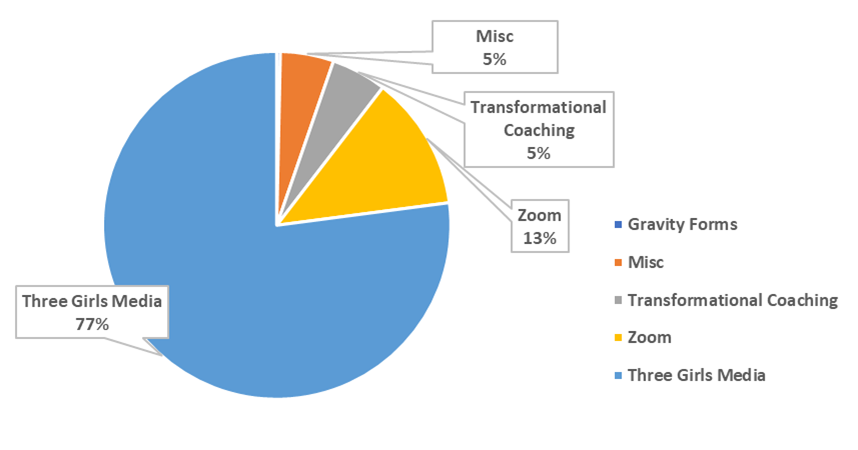 Misc
5%
Transformational
Coaching
5%
Zoom
13%
Three Girls Media
77%
Gravity Forms
Misc
Transformational Coaching
Zoom
Three Girls Media